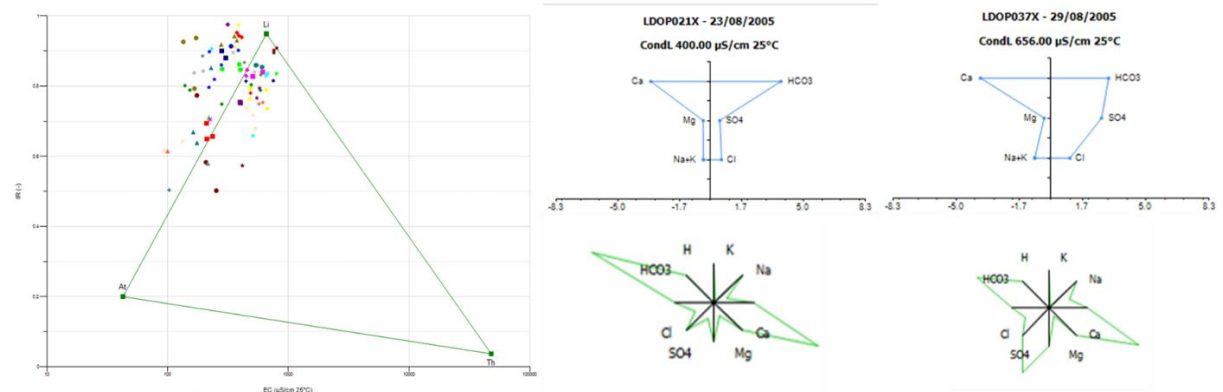 1
0.8
0.6
0.4
0.2
0
IR (-)
10
100
1000
10000
100000
EC (µS/cm 25°C)
Li
At
Th
LDOP021X - 23/08/2005
CondL 400.00 µS/cm 25°C
Ca
HCO3
Mg
SO4
Na+K
Cl
-8.3 -5.0 -1.7 1.7 5.0 8.3
LDOP037X - 29/08/2005
CondL 656.00 µS/cm 25°C
Ca
HCO3
Mg
SO4
Na+K
Cl
-8.3 -5.0 -1.7 1.7 5.0 8.3
H K
HCO3 Na
Cl Ca
SO4 Mg
H K
HCO3 Na
Cl Ca
SO4 Mg